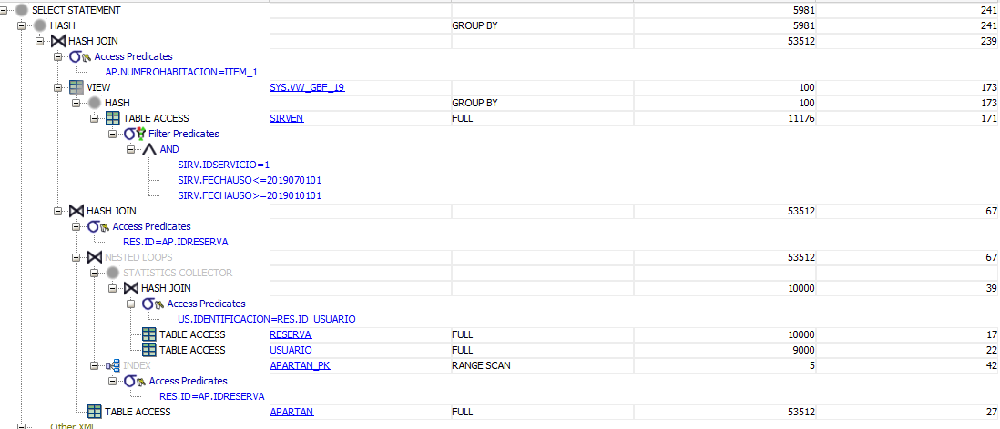 SELECT STATEMENT 5981 241
HASH GROUP BY 5981 241
HASH JOIN 53512 239
Access Predicates
AP.NUMEROHABITACION=ITEM_1
VIEW SYS.VW_GBF_19 100 173
HASH GROUP BY 100 173
TABLE ACCESS SIRVEN FULL 11176 171
Filter Predicates
AND
SIRV.IDSERVICIO=1
SIRV.FECHAUSO<=2019070101
SIRV.FECHAUSO>=2019010101
HASH JOIN 53512 67
Access Predicates
RES.ID=AP.IDRESERVA
NESTED LOOPS 53512 67
STATISTICS COLLECTOR
HASH JOIN 10000 39
Access Predicates
US.IDENTIFICACION=RES.ID_USUARIO
TABLE ACCESS RESERVA FULL 10000 17
TABLE ACCESS USUARIO FULL 9000 22
INDEX APARTAN_PK RANGE SCAN 5 42
Access Predicates
RES.ID=AP.IDRESERVA
TABLE ACCESS APARTAN FULL 53512 27
Other XML